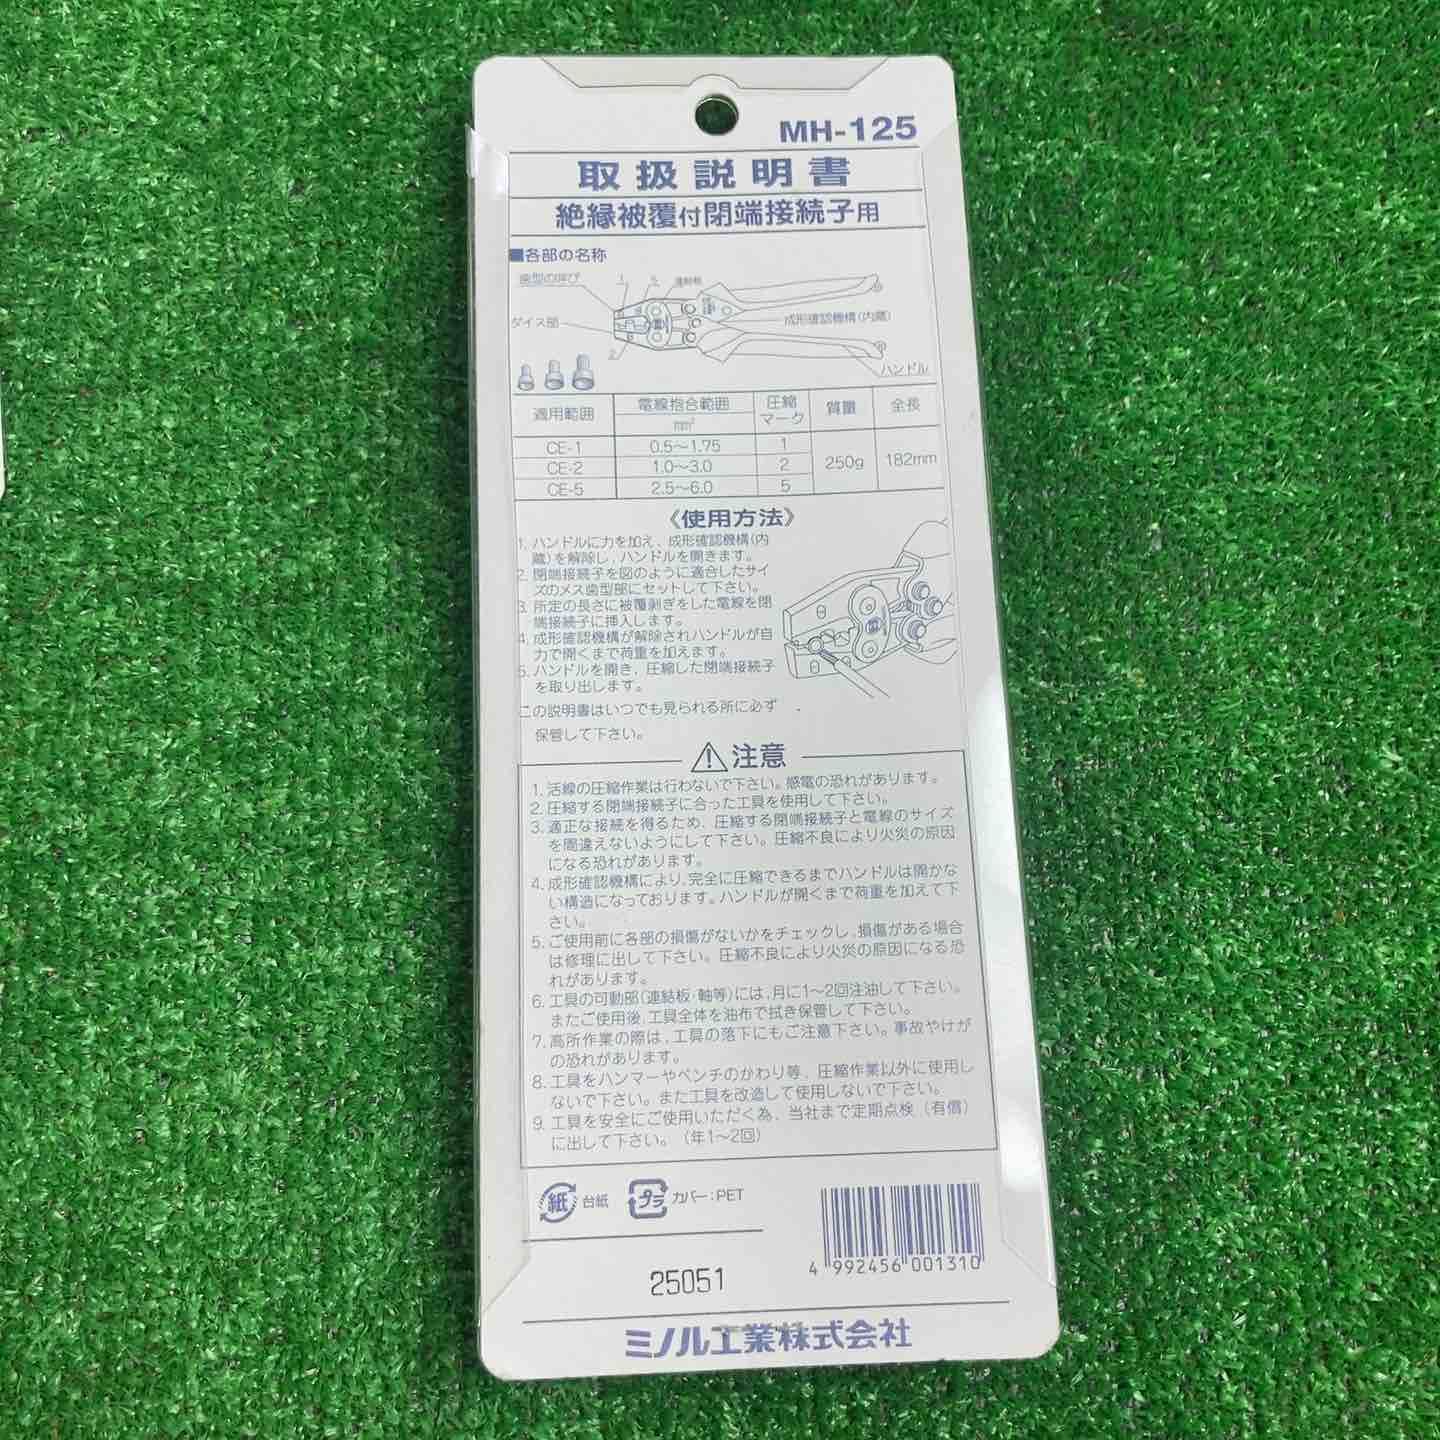 MH-125
取扱説明書
絶縁被覆付閉端接続子用
■各部の名称
歯型の呼び 1 5 連結板
ダイス部 成形確認機構(内蔵)
2
ハンドル
適用範囲 電線抱合範囲 mm² 圧縮マーク 質量 全長
CE-1 0.5〜1.75 1 250g 182mm
CE-2 1.0〜3.0 2
CE-5 2.5〜6.0 5
《使用方法》
1. ハンドルに力を加え、成形確認機構(内
蔵)を解除し、ハンドルを開きます。
2. 閉端接続子を図のように適合したサイ
ズのメス歯型部にセットして下さい。
3. 所定の長さに被覆剥ぎをした電線を閉
端接続子に挿入します。
4. 成形確認機構が解除されハンドルが自
力で開くまで荷重を加えます。
5. ハンドルを開き、圧縮した閉端接続子
を取り出します。
この説明書はいつでも見られる所に必ず
保管して下さい。
⚠注意
1. 活線の圧縮作業は行わないで下さい。感電の恐れがあります。
2. 圧縮する閉端接続子に合った工具を使用して下さい。
3. 適正な接続を得るため、圧縮する閉端接続子と電線のサイズ
を間違えないようにして下さい。圧縮不良により火災の原因
になる恐れがあります。
4. 成形確認機構により、完全に圧縮できるまでハンドルは開かな
い構造になっております。ハンドルが開くまで荷重を加えて下
さい。
5. ご使用前に各部の損傷がないかをチェックし、損傷がある場合
は修理に出して下さい。圧縮不良により火災の原因になる恐
れがあります。
6. 工具の可動部(連結板・軸等)には、月に1〜2回注油して下さい。
またご使用後、工具全体を油布で拭き保管して下さい。
7. 高所作業の際は、工具の落下にもご注意下さい。事故やけが
の恐れがあります。
8. 工具をハンマーやペンチのかわり等、圧縮作業以外に使用し
ないで下さい。また工具を改造して使用しないで下さい。
9. 工具を安全にご使用いただく為、当社まで定期点検(有償)
に出して下さい。(年1〜2回)
紙 台紙 プラ カバー:PET
4 992456 001310
25051
ミノル工業株式会社